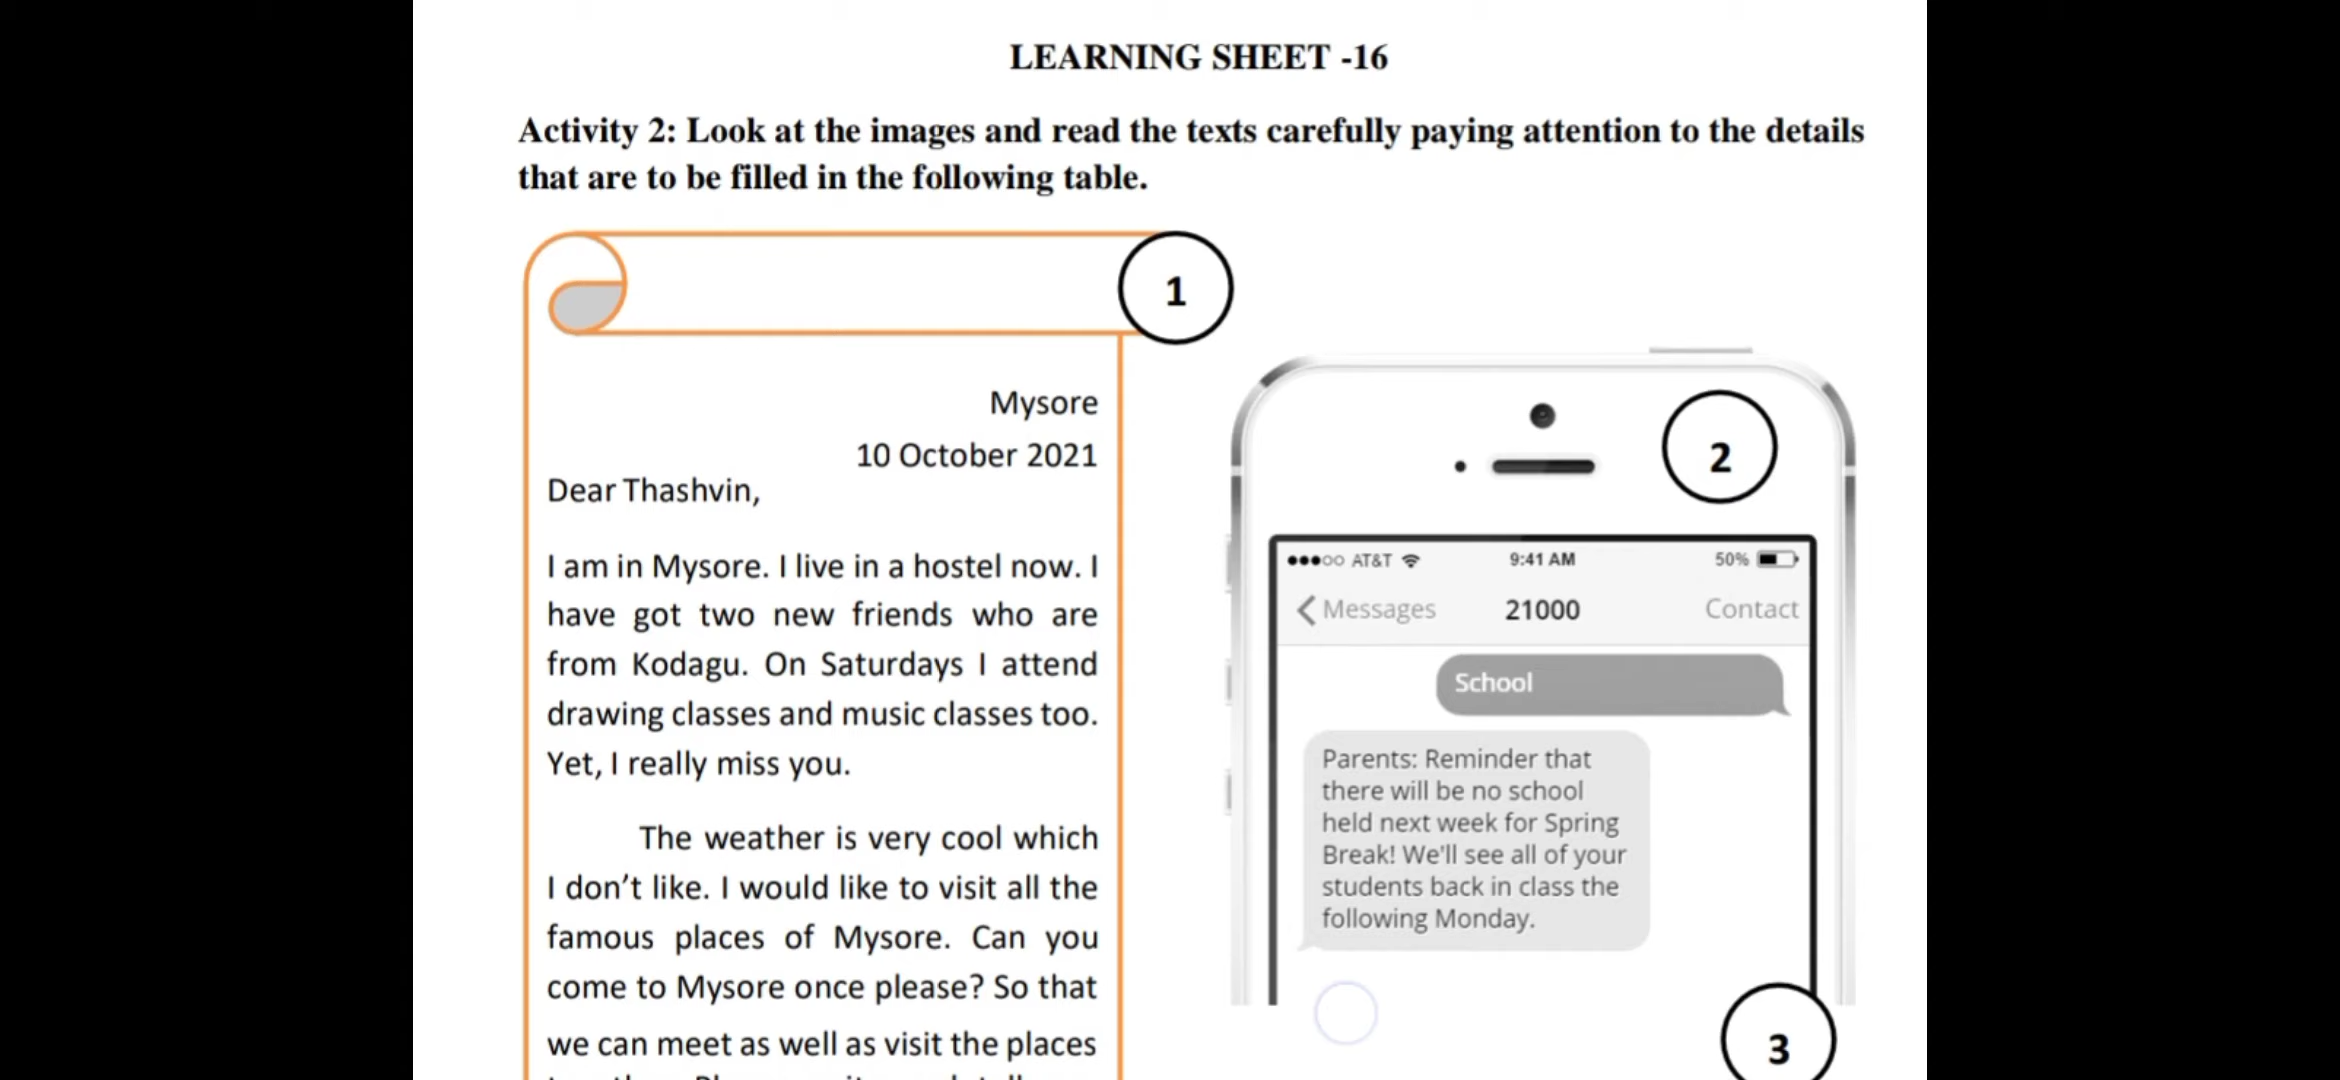 LEARNING SHEET -16
Activity 2: Look at the images and read the texts carefully paying attention to the details
that are to be filled in the following table.
1
Mysore
10 October 2021
Dear Thashvin,
I am in Mysore. I live in a hostel now. I
have got two new friends who are
from Kodagu. On Saturdays I attend
drawing classes and music classes too.
Yet, I really miss you.
The weather is very cool which
I don't like. I would like to visit all the
famous places of Mysore. Can you
come to Mysore once please? So that
we can meet as well as visit the places
2
AT&T 9:41 AM 50%
Messages 21000 Contact
School
Parents: Reminder that
there will be no school
held next week for Spring
Break! We'll see all of your
students back in class the
following Monday.
3